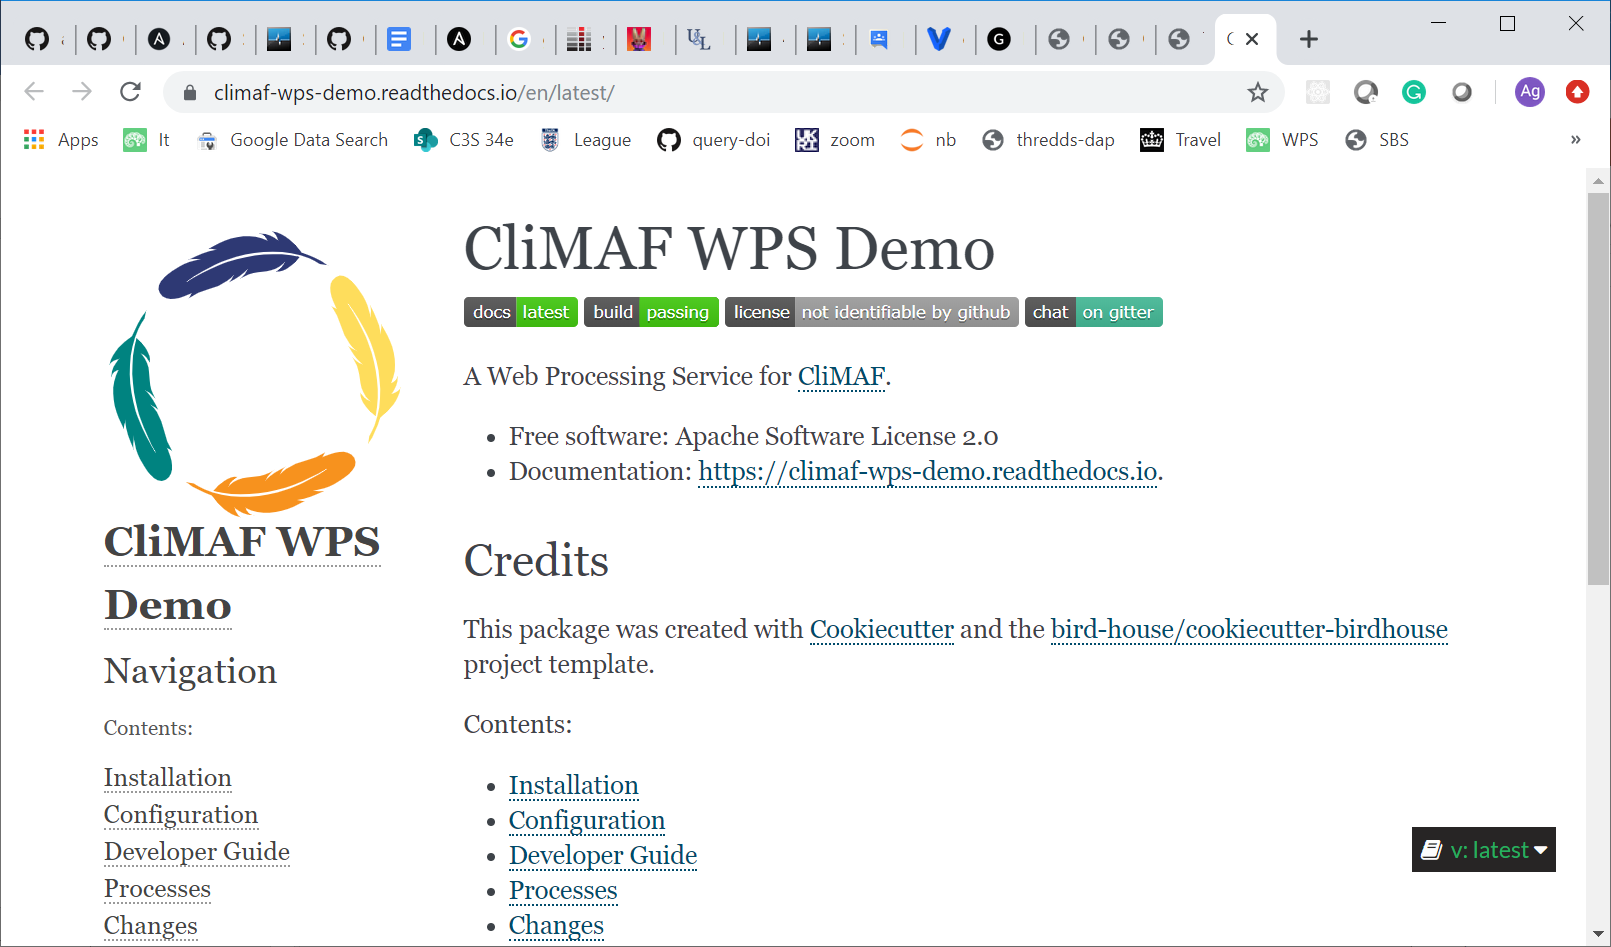 climaf-wps-demo.readthedocs.io/en/latest/
Ag
Apps It Google Data Search C3S 34e League query-doi zoom nb thredds-dap Travel WPS SBS »
CliMAF WPS
Demo
Navigation
Contents:
Installation
Configuration
Developer Guide
Processes
Changes
CliMAF WPS Demo
docs latest build passing license not identifiable by github chat on gitter
A Web Processing Service for CliMAF.
• Free software: Apache Software License 2.0
• Documentation: https://climaf-wps-demo.readthedocs.io.
Credits
This package was created with Cookiecutter and the bird-house/cookiecutter-birdhouse
project template.
Contents:
• Installation
• Configuration
• Developer Guide
• Processes
• Changes
v: latest